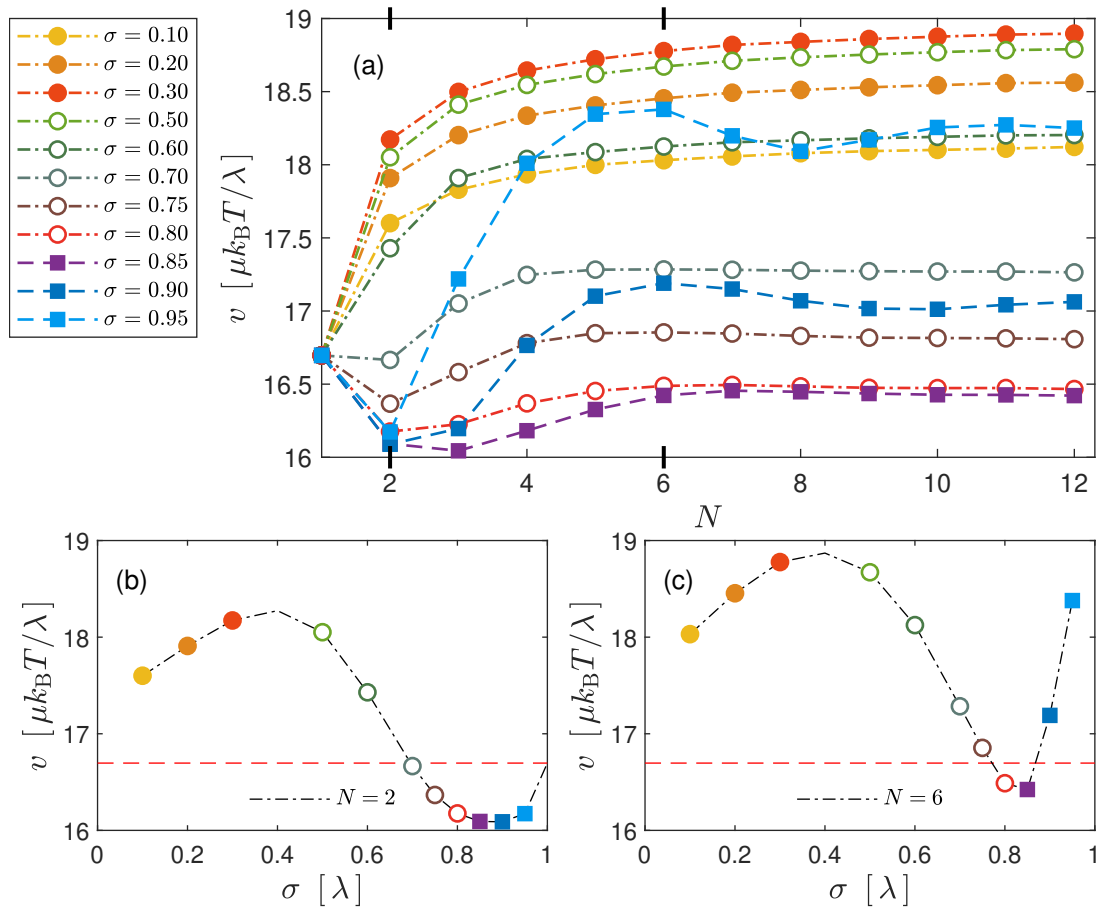 σ = 0.10
σ = 0.20
σ = 0.30
σ = 0.50
σ = 0.60
σ = 0.70
σ = 0.75
σ = 0.80
σ = 0.85
σ = 0.90
σ = 0.95
(a)
19
18.5
18
17.5
17
16.5
16
v [μk_BT/λ]
2 4 6 8 10 12
N
(b)
19
18
17
16
v [μk_BT/λ]
N = 2
0 0.2 0.4 0.6 0.8 1
σ [λ]
(c)
19
18
17
16
v [μk_BT/λ]
N = 6
0 0.2 0.4 0.6 0.8 1
σ [λ]